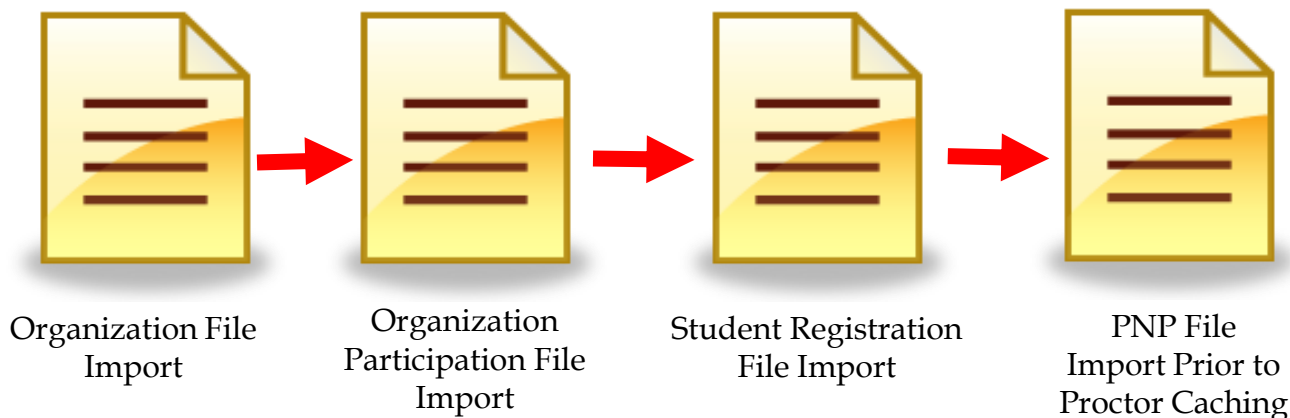 Organization File
Import
Organization
Participation File
Import
Student Registration
File Import
PNP File
Import Prior to
Proctor Caching